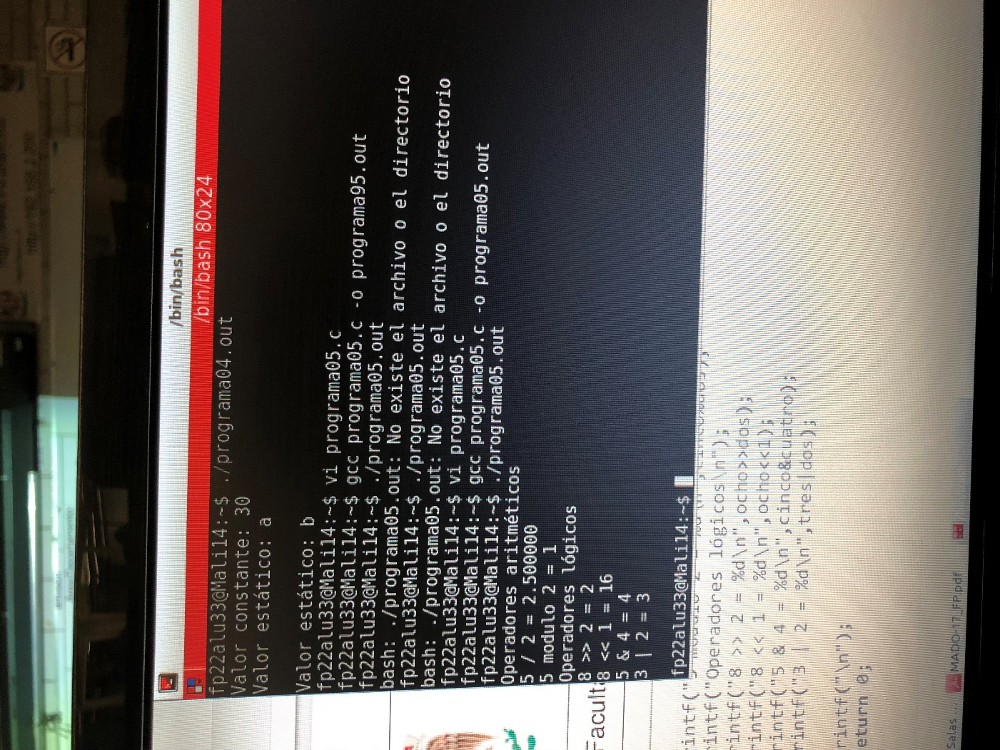 /bin/bash
/bin/bash 80x24
fp22alu33@Mali14:~$ ./programa04.out
Valor constante: 30
Valor estático: a
Valor estático: b
fp22alu33@Mali14:~$ vi programa05.c
fp22alu33@Mali14:~$ gcc programa05.c -o programa95.out
fp22alu33@Mali14:~$ ./programa05.out
bash: ./programa05.out: No existe el archivo o el directorio
fp22alu33@Mali14:~$ ./programa05.out
bash: ./programa05.out: No existe el archivo o el directorio
fp22alu33@Mali14:~$ vi programa05.c
fp22alu33@Mali14:~$ gcc programa05.c -o programa05.out
fp22alu33@Mali14:~$ ./programa05.out
Operadores aritméticos
5 / 2 = 2.500000
5 modulo 2 = 1
Operadores lógicos
8 >> 2 = 2
8 << 1 = 16
5 & 4 = 4
3 | 2 = 3
fp22alu33@Mali14:~$
Facult
rintf("Operadores lógicos\n");
rintf("8 >> 2 = %d\n",ocho>>dos);
rintf("8 << 1 = %d\n",ocho<<1);
rintf("5 & 4 = %d\n",cinco&cuatro);
rintf("3 | 2 = %d\n",tres|dos);
rintf("\n");
eturn 0;
Salas ...
MADO-17_FP.pdf